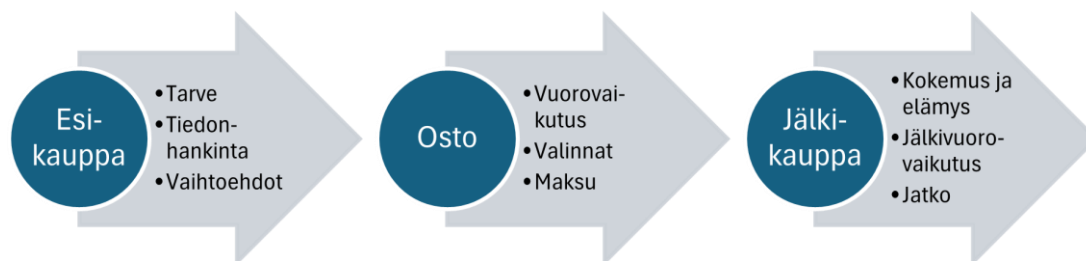 Esi-
kauppa
• Tarve
• Tiedon-
hankinta
• Vaihtoehdot
Osto
• Vuorovai-
kutus
• Valinnat
• Maksu
Jälki-
kauppa
• Kokemus ja
elämys
• Jälkivuoro-
vaikutus
• Jatko